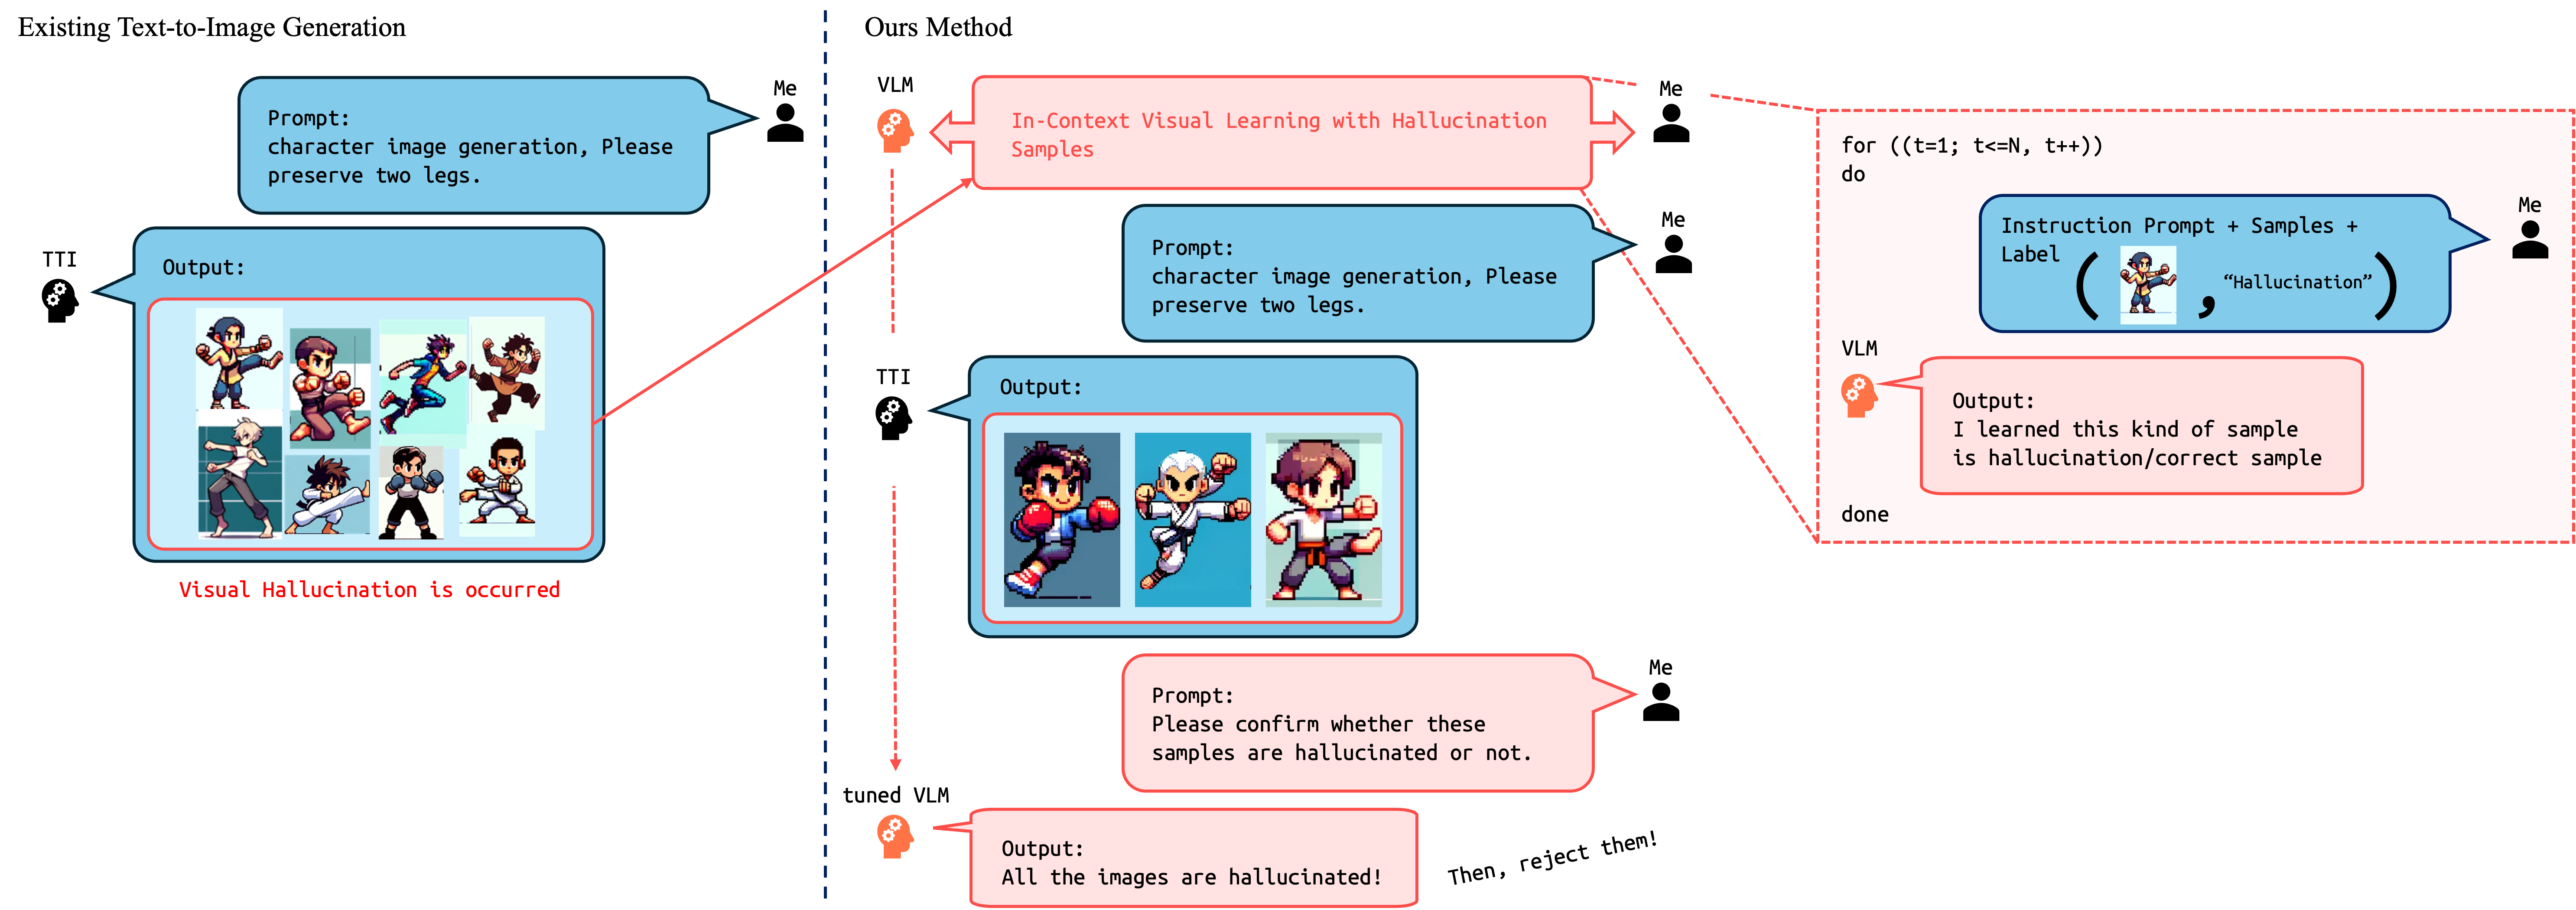 Existing Text-to-Image Generation
Me
Prompt:
character image generation, Please
preserve two legs.
TTI
Output:
Visual Hallucination is occurred
Ours Method
VLM
In-Context Visual Learning with Hallucination
Samples
Me
Prompt:
character image generation, Please
preserve two legs.
Me
TTI
Output:
Me
Prompt:
Please confirm whether these
samples are hallucinated or not.
tuned VLM
Output:
All the images are hallucinated!
Then, reject them!
for ((t=1; t<=N, t++))
do
Me
Instruction Prompt + Samples +
Label
( , “Hallucination” )
VLM
Output:
I learned this kind of sample
is hallucination/correct sample
done